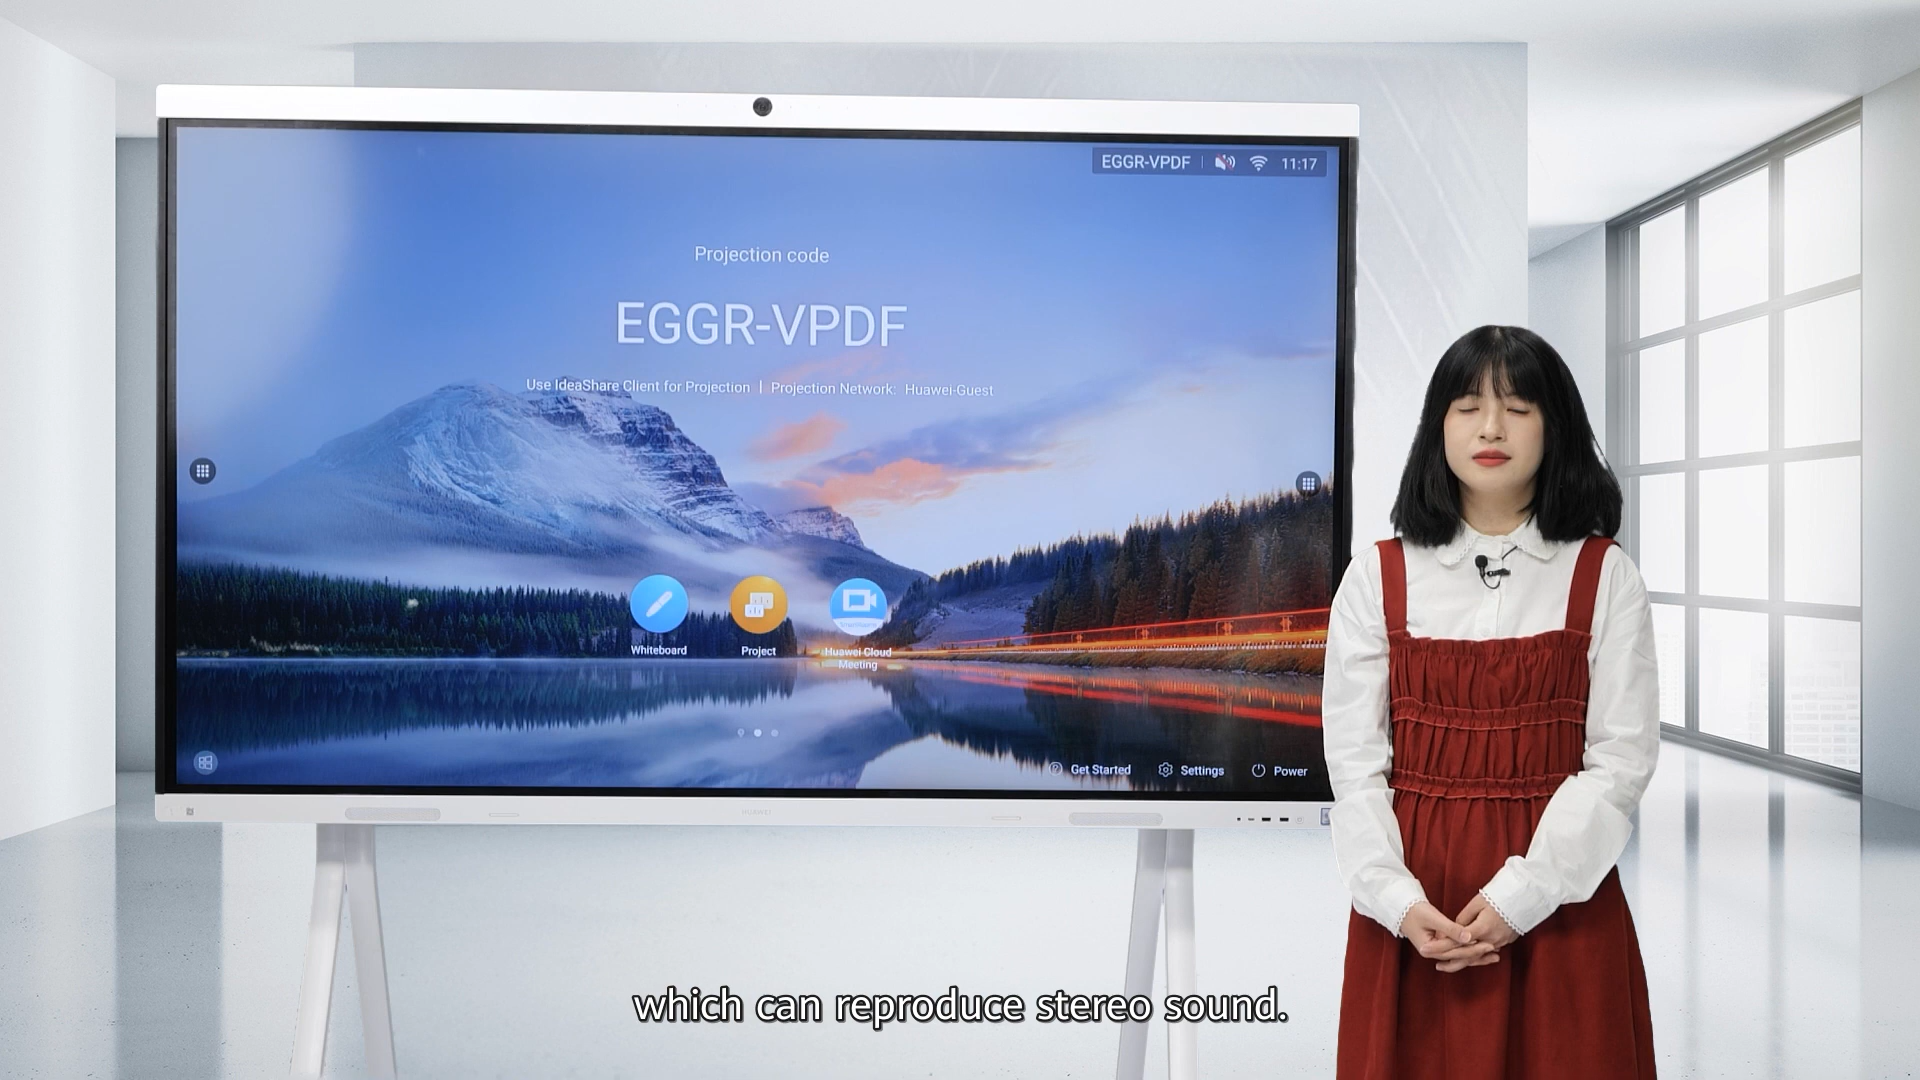 EGGR-VPDF 11:17
Projection code
EGGR-VPDF
Use IdeaShare Client for Projection | Projection Network: Huawei-Guest
Whiteboard
Project
Huawei Cloud
Meeting
Get Started
Settings
Power
HUAWEI
which can reproduce stereo sound.